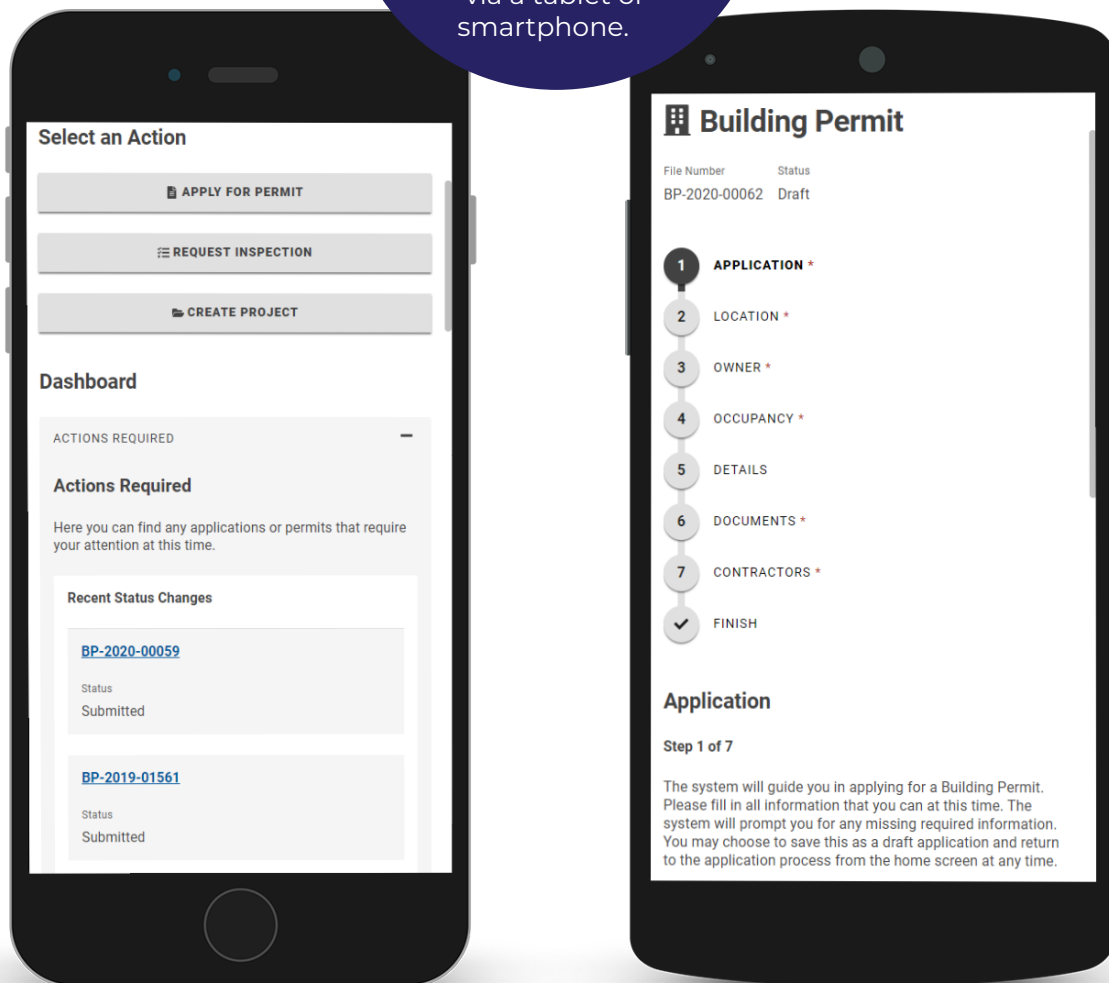 via a tablet or
smartphone.
Select an Action
APPLY FOR PERMIT
REQUEST INSPECTION
CREATE PROJECT
Dashboard
ACTIONS REQUIRED
Actions Required
Here you can find any applications or permits that require
your attention at this time.
Recent Status Changes
BP-2020-00059
Status
Submitted
BP-2019-01561
Status
Submitted
Building Permit
File Number Status
BP-2020-00062 Draft
1 APPLICATION *
2 LOCATION *
3 OWNER *
4 OCCUPANCY *
5 DETAILS
6 DOCUMENTS *
7 CONTRACTORS *
FINISH
Application
Step 1 of 7
The system will guide you in applying for a Building Permit.
Please fill in all information that you can at this time. The
system will prompt you for any missing required information.
You may choose to save this as a draft application and return
to the application process from the home screen at any time.